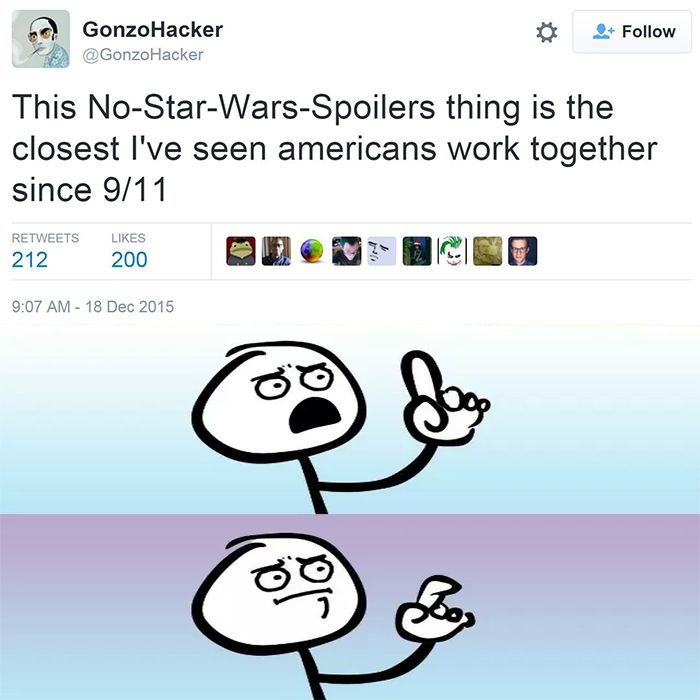 GonzoHacker
@GonzoHacker
Follow
This No-Star-Wars-Spoilers thing is the
closest I've seen americans work together
since 9/11
RETWEETS LIKES
212 200
9:07 AM - 18 Dec 2015